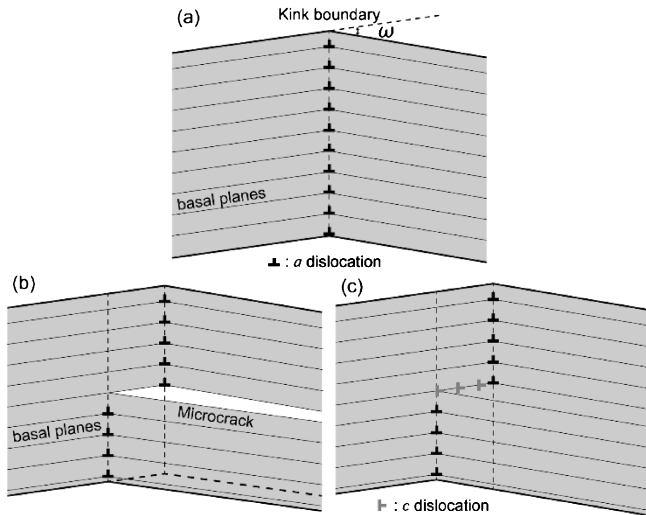 (a)
Kink boundary
ω
basal planes
: a dislocation
(b)
(c)
Microcrack
basal planes
: c dislocation